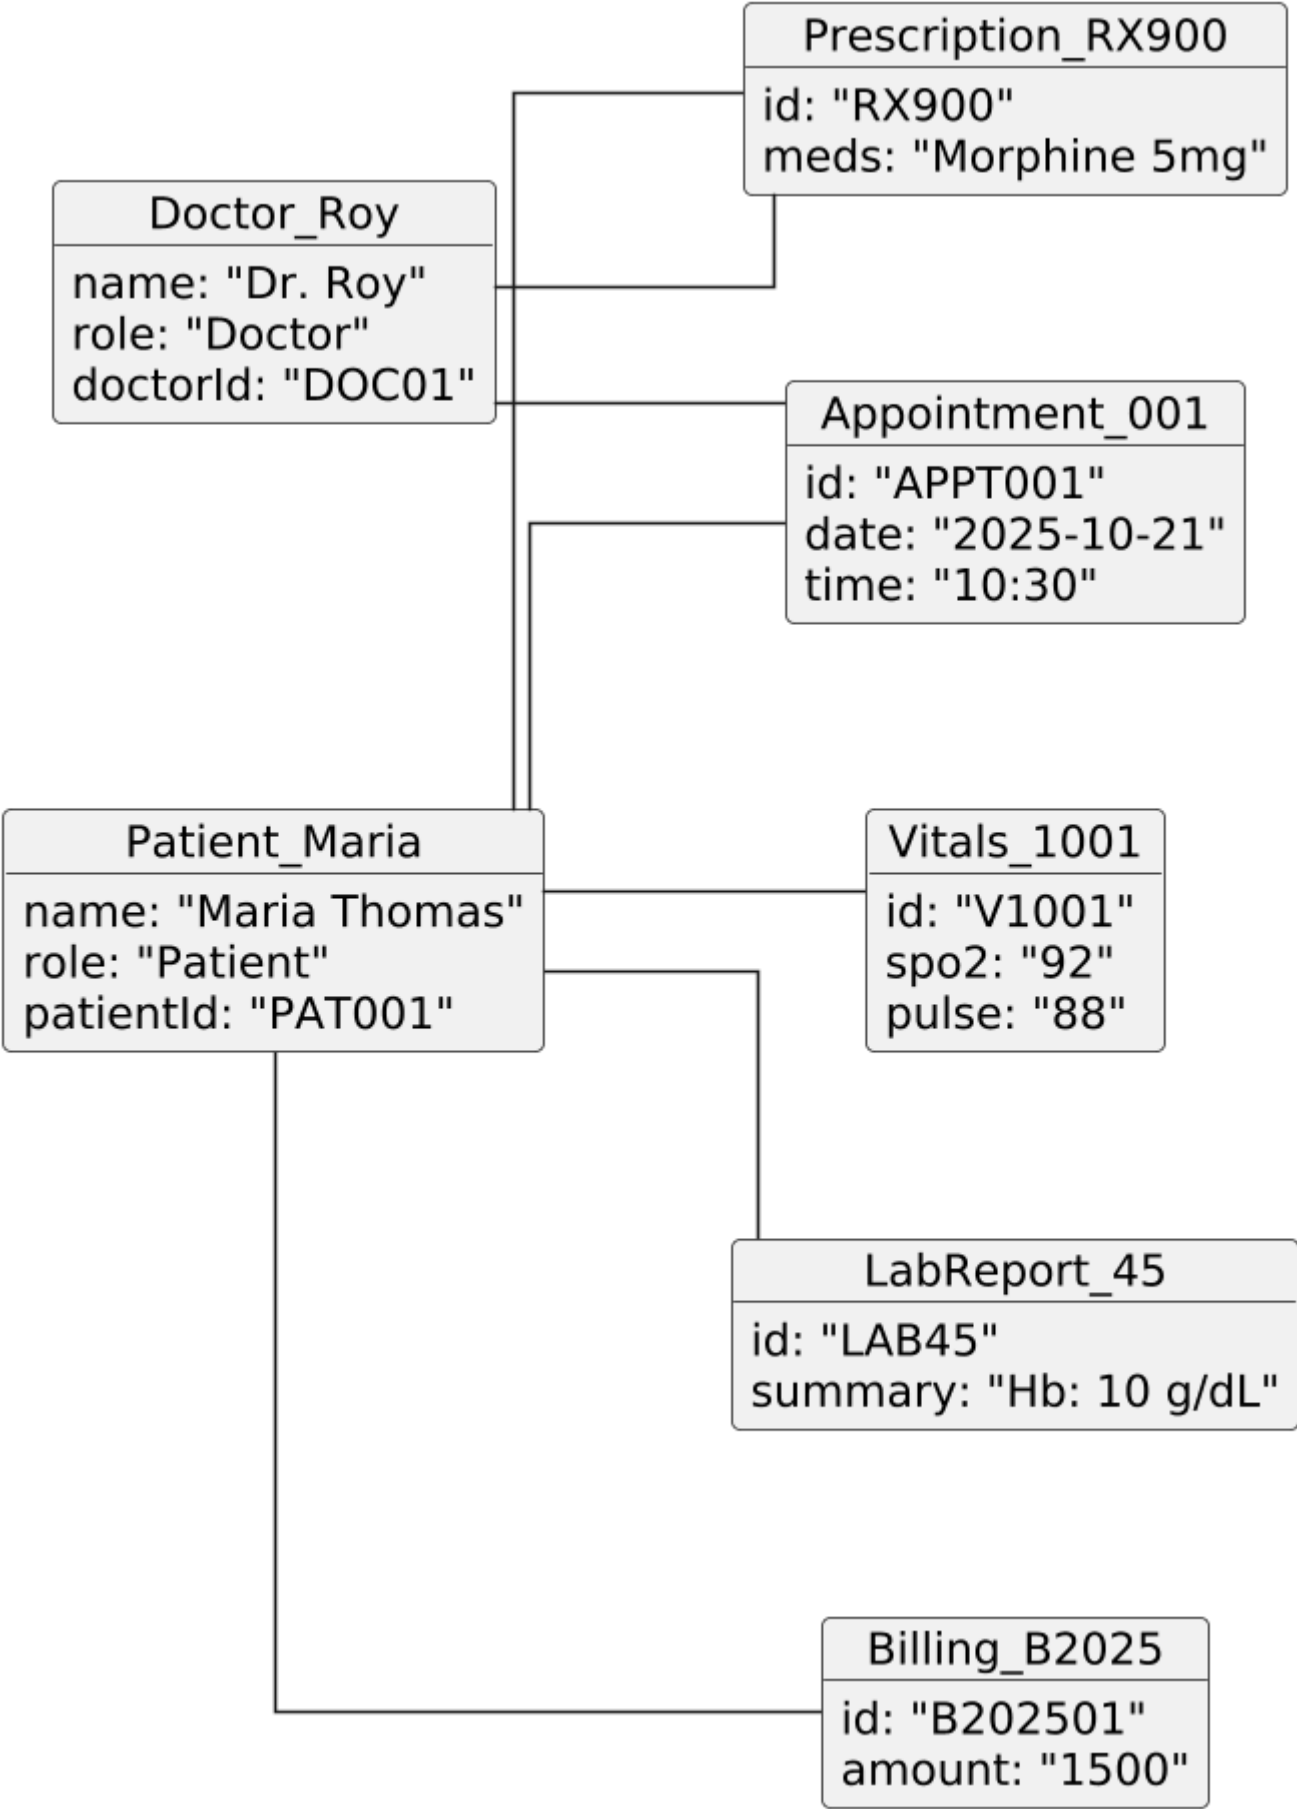 Prescription_RX900
id: "RX900"
meds: "Morphine 5mg"
Doctor_Roy
name: "Dr. Roy"
role: "Doctor"
doctorId: "DOC01"
Appointment_001
id: "APPT001"
date: "2025-10-21"
time: "10:30"
Patient_Maria
name: "Maria Thomas"
role: "Patient"
patientId: "PAT001"
Vitals_1001
id: "V1001"
spo2: "92"
pulse: "88"
LabReport_45
id: "LAB45"
summary: "Hb: 10 g/dL"
Billing_B2025
id: "B202501"
amount: "1500"